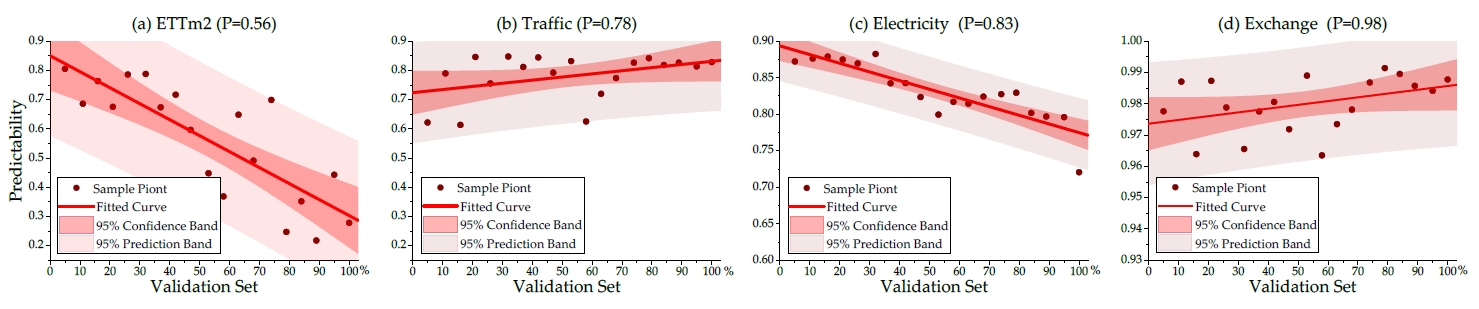 (a) ETTm2 (P=0.56)
Predictability
0.9
0.8
0.7
0.6
0.5
0.4
0.3
0.2
Sample Piont
Fitted Curve
95% Confidence Band
95% Prediction Band
0 10 20 30 40 50 60 70 80 90 100 %
Validation Set
(b) Traffic (P=0.78)
0.9
0.8
0.7
0.6
0.5
0.4
0.3
0.2
Sample Piont
Fitted Curve
95% Confidence Band
95% Prediction Band
0 10 20 30 40 50 60 70 80 90 100 %
Validation Set
(c) Electricity (P=0.83)
0.90
0.85
0.80
0.75
0.70
0.65
0.60
Sample Piont
Fitted Curve
95% Confidence Band
95% Prediction Band
0 10 20 30 40 50 60 70 80 90 100 %
Validation Set
(d) Exchange (P=0.98)
1.00
0.99
0.98
0.97
0.96
0.95
0.94
0.93
Sample Piont
Fitted Curve
95% Confidence Band
95% Prediction Band
0 10 20 30 40 50 60 70 80 90 100 %
Validation Set